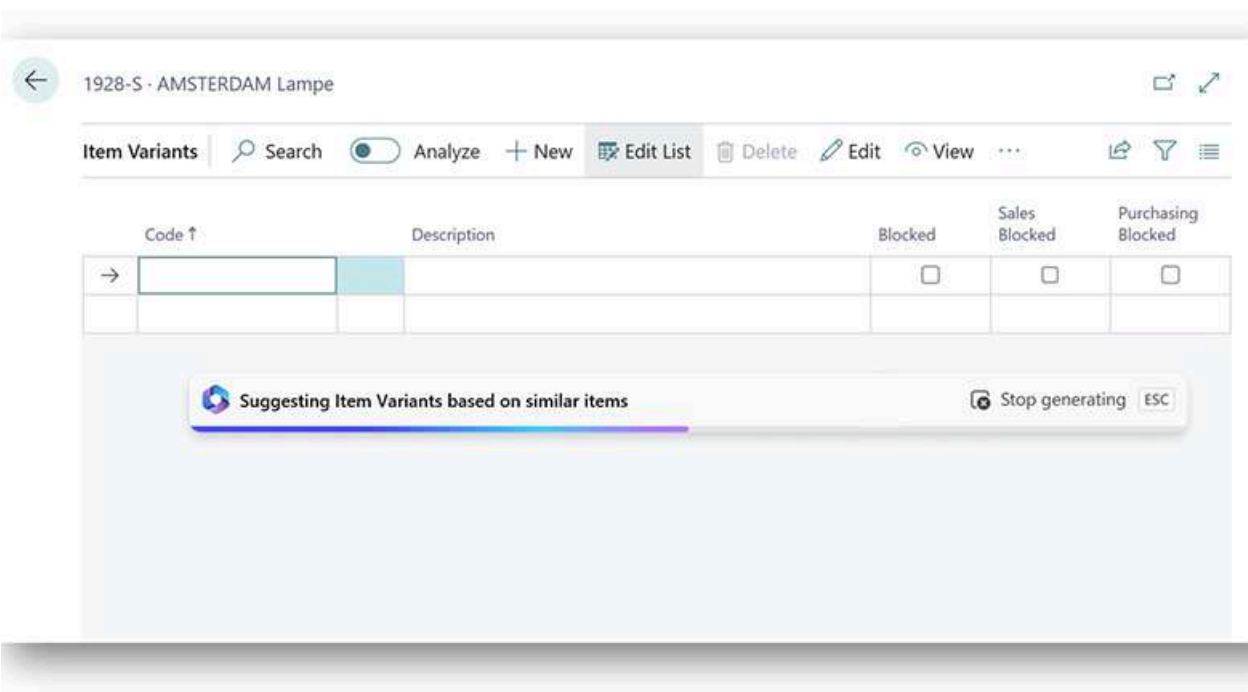 1928-S · AMSTERDAM Lampe
Item Variants Search Analyze New Edit List Delete Edit View ···
Code ↑ Description Blocked Sales Blocked Purchasing Blocked
Suggesting Item Variants based on similar items Stop generating ESC